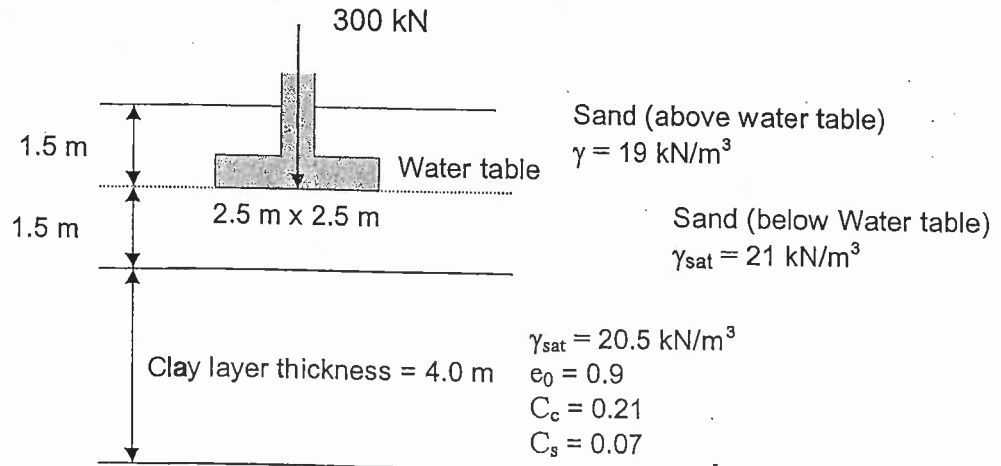 300 kN
Sand (above water table)
γ = 19 kN/m³
1.5 m
Water table
2.5 m x 2.5 m
1.5 m
Sand (below Water table)
γsat = 21 kN/m³
γsat = 20.5 kN/m³
Clay layer thickness = 4.0 m
e₀ = 0.9
Cc = 0.21
Cs = 0.07